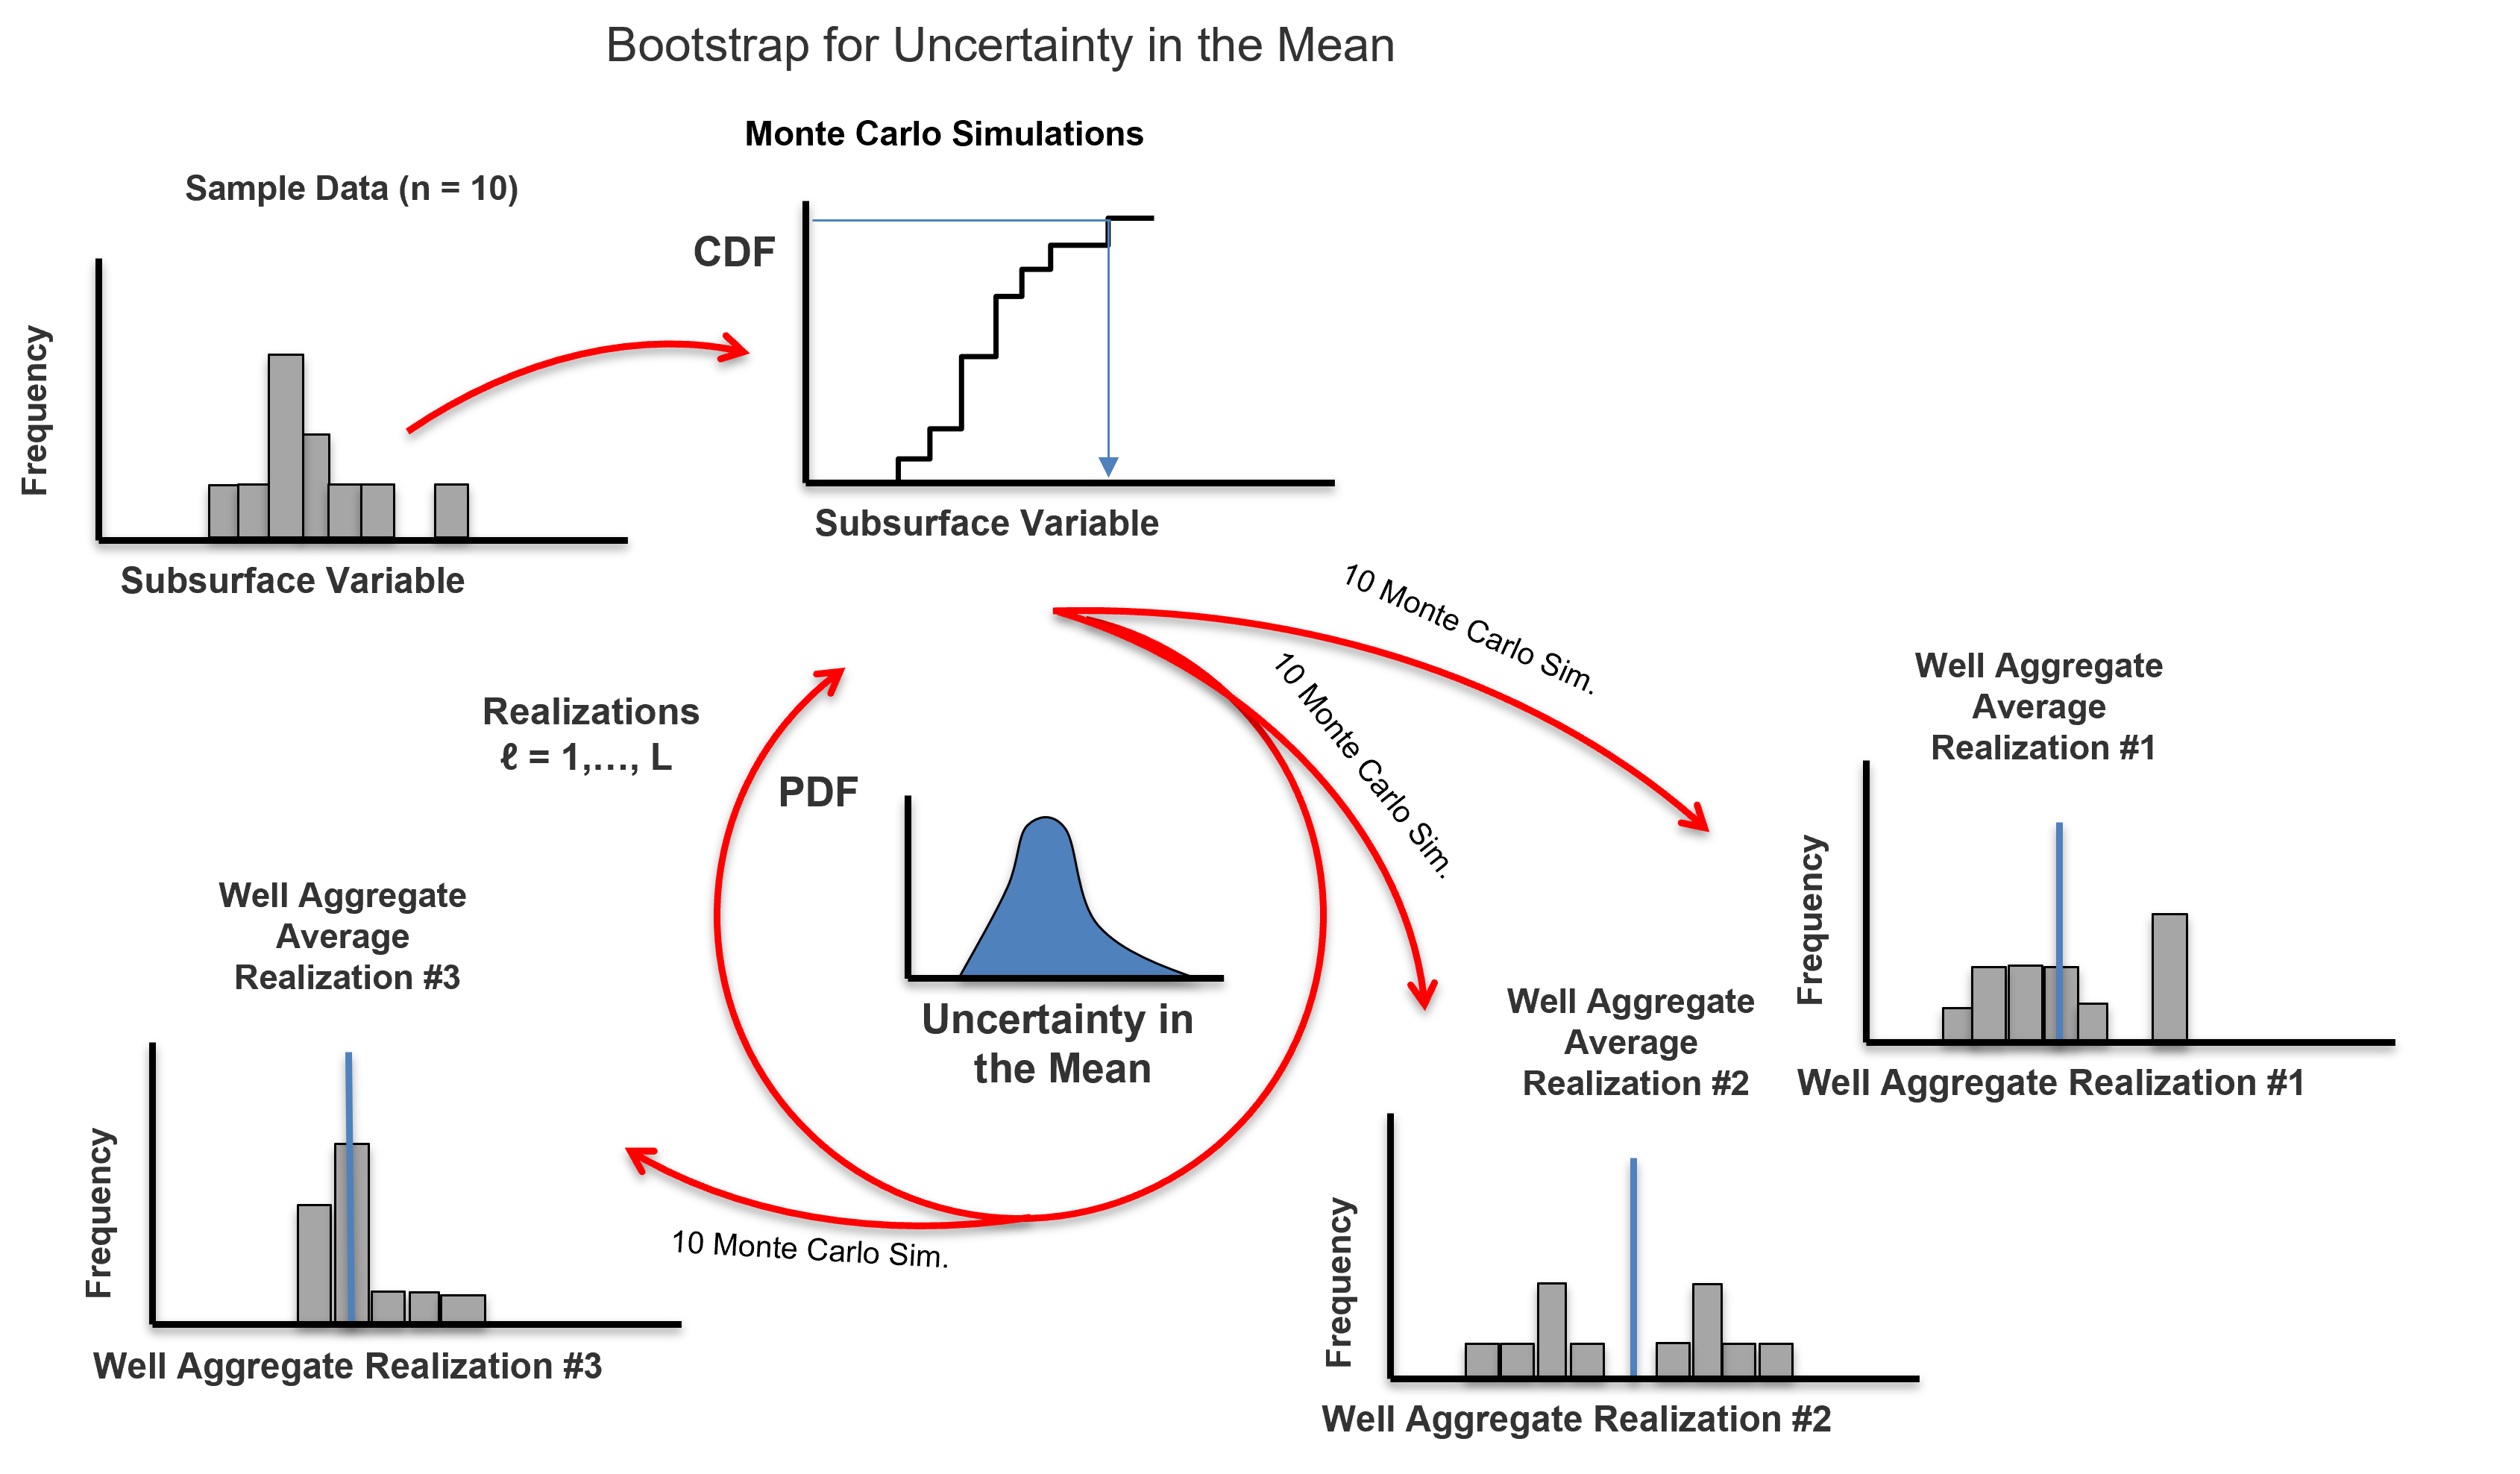 Bootstrap for Uncertainty in the Mean
Monte Carlo Simulations
Sample Data (n = 10)
CDF
Frequency
Subsurface Variable
Subsurface Variable
10 Monte Carlo Sim.
10 Monte Carlo Sim.
Realizations
ℓ = 1,…, L
PDF
Uncertainty in
the Mean
Well Aggregate
Average
Realization #1
Frequency
Well Aggregate Realization #1
Well Aggregate
Average
Realization #2
Frequency
Well Aggregate Realization #2
Well Aggregate
Average
Realization #3
Frequency
Well Aggregate Realization #3
10 Monte Carlo Sim.